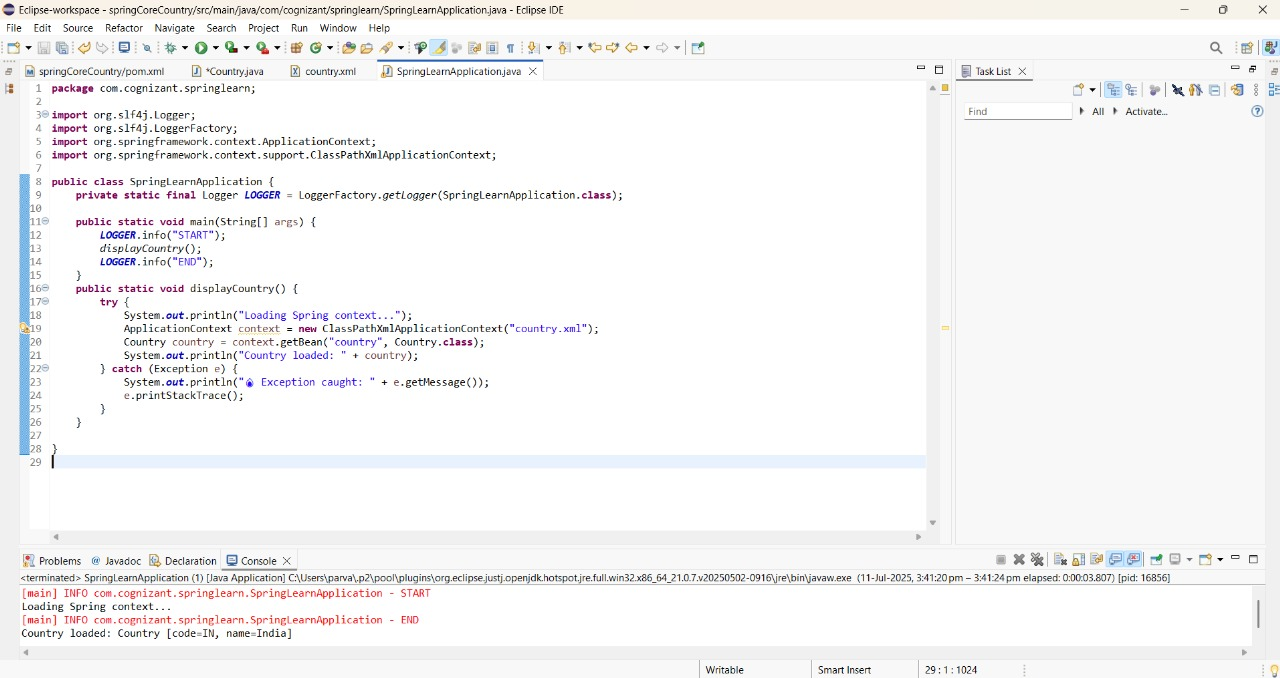 Eclipse-workspace - springCoreCountry/src/main/java/com/cognizant/springlearn/SpringLearnApplication.java - Eclipse IDE
File Edit Source Refactor Navigate Search Project Run Window Help
springCoreCountry/pom.xml *Country.java country.xml SpringLearnApplication.java
Task List
Find All Activate...
1 package com.cognizant.springlearn;
2
3 import org.slf4j.Logger;
4 import org.slf4j.LoggerFactory;
5 import org.springframework.context.ApplicationContext;
6 import org.springframework.context.support.ClassPathXmlApplicationContext;
7
8 public class SpringLearnApplication {
9 private static final Logger LOGGER = LoggerFactory.getLogger(SpringLearnApplication.class);
10
11 public static void main(String[] args) {
12 LOGGER.info("START");
13 displayCountry();
14 LOGGER.info("END");
15 }
16 public static void displayCountry() {
17 try {
18 System.out.println("Loading Spring context...");
19 ApplicationContext context = new ClassPathXmlApplicationContext("country.xml");
20 Country country = context.getBean("country", Country.class);
21 System.out.println("Country loaded: " + country);
22 } catch (Exception e) {
23 System.out.println("🔥 Exception caught: " + e.getMessage());
24 e.printStackTrace();
25 }
26 }
27
28 }
29
Problems Javadoc Declaration Console
<terminated> SpringLearnApplication (1) [Java Application] C:\Users\parva\.p2\pool\plugins\org.eclipse.justj.openjdk.hotspot.jre.full.win32.x86_64_21.0.7.v20250502-0916\jre\bin\javaw.exe (11-Jul-2025, 3:41:20 pm – 3:41:24 pm elapsed: 0:00:03.807) [pid: 16856]
[main] INFO com.cognizant.springlearn.SpringLearnApplication - START
Loading Spring context...
[main] INFO com.cognizant.springlearn.SpringLearnApplication - END
Country loaded: Country [code=IN, name=India]
Writable Smart Insert 29 : 1 : 1024